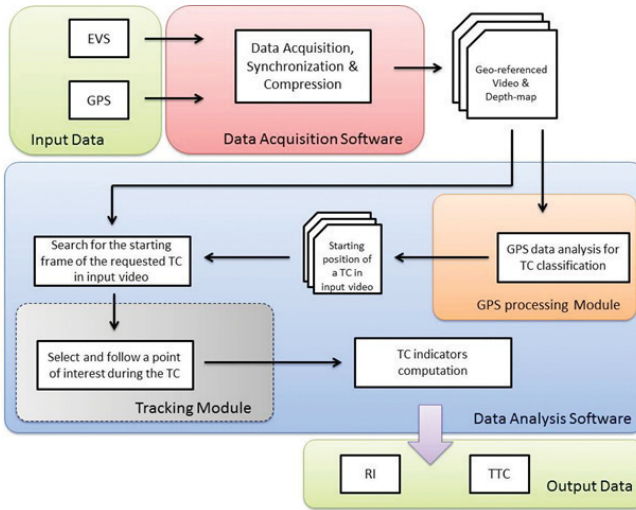 EVS
GPS
Input Data
Data Acquisition,
Synchronization &
Compression
Data Acquisition Software
Geo-referenced
Video &
Depth-map
Search for the starting
frame of the requested TC
in input video
Starting
position of
a TC in
input video
GPS data analysis for
TC classification
GPS processing Module
Select and follow a point
of interest during the TC
Tracking Module
TC indicators
computation
Data Analysis Software
RI
TTC
Output Data